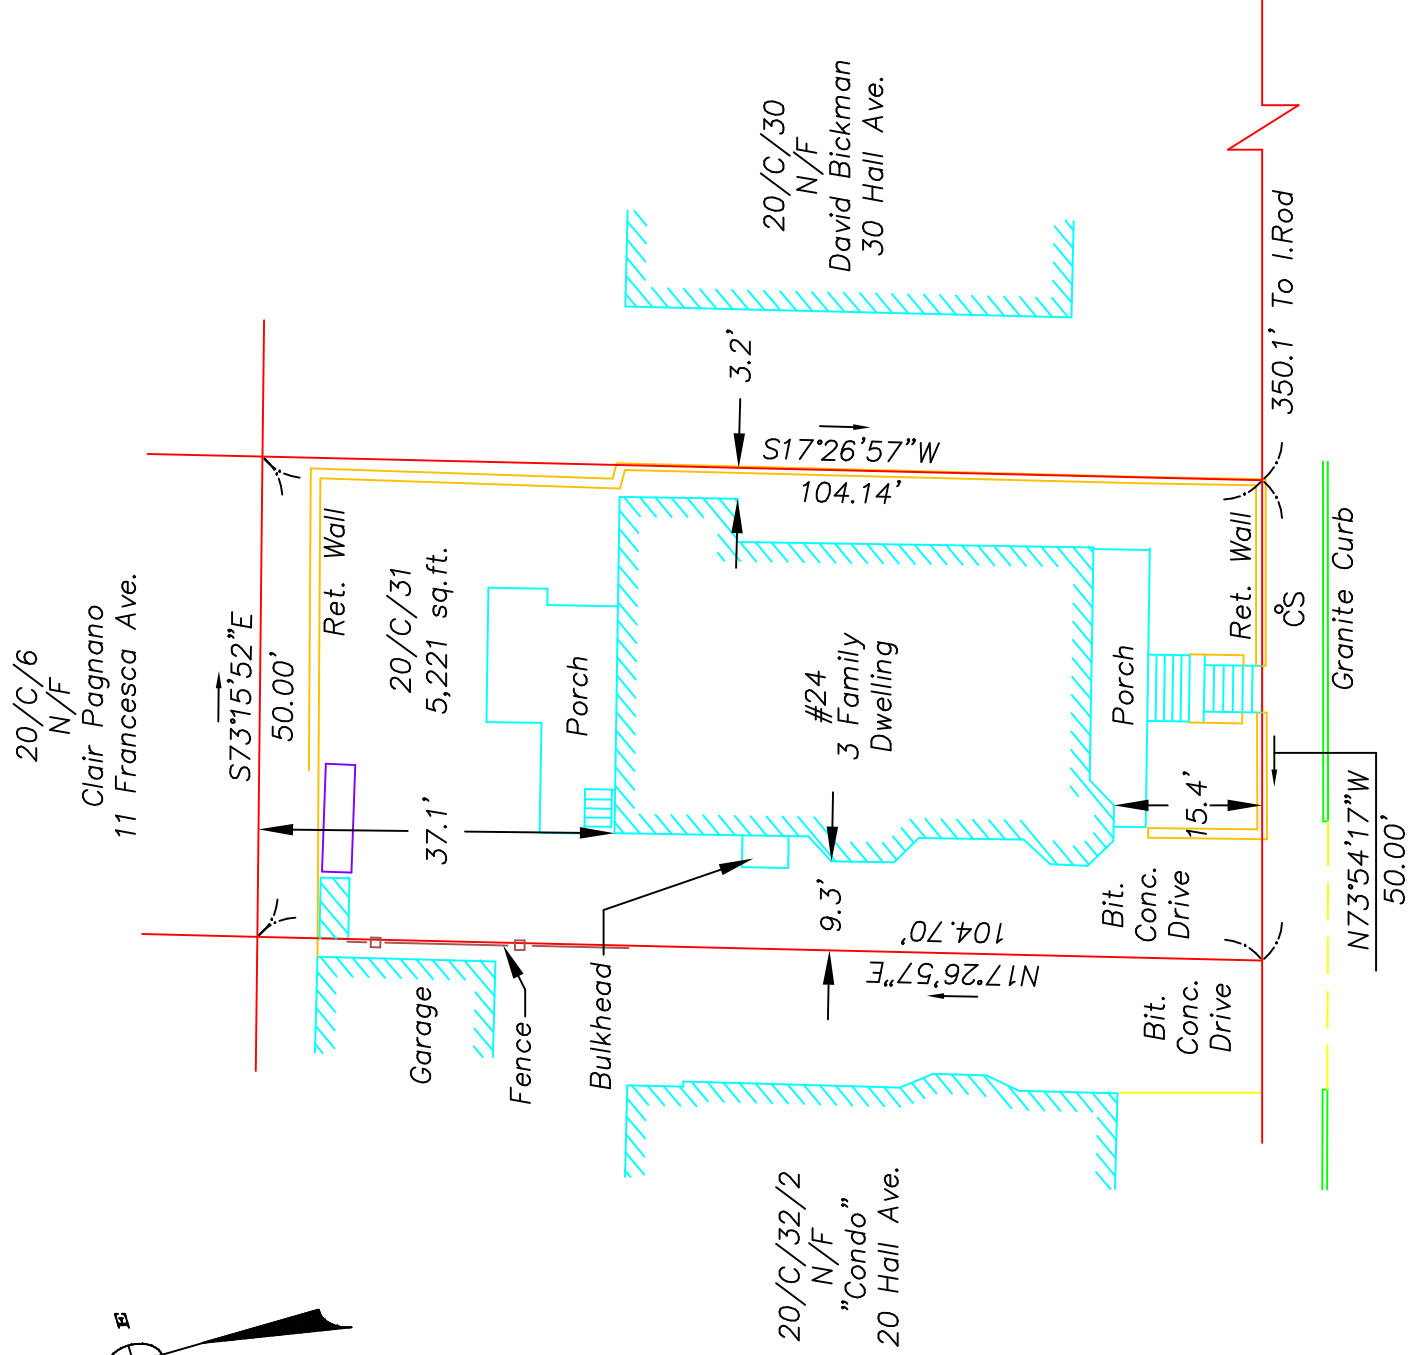 20/C/6
N/F
Clair Pagnano
11 Francesca Ave.
S73°15'52"E
50.00'
Ret. Wall
20/C/31
5,221 sq.ft.
37.1'
Porch
#24
3 Family
Dwelling
Porch
15.4'
Ret. Wall
CS
Granite Curb
3.2'
S17°26'57"W
104.14'
20/C/30
N/F
David Bickman
30 Hall Ave.
350.1' To I.Rod
Garage
Fence
Bulkhead
9.3'
104.70'
N17°26'57"E
Bit.
Conc.
Drive
Bit.
Conc.
Drive
N73°54'17"W
50.00'
20/C/32/2
N/F
"Condo"
20 Hall Ave.
E